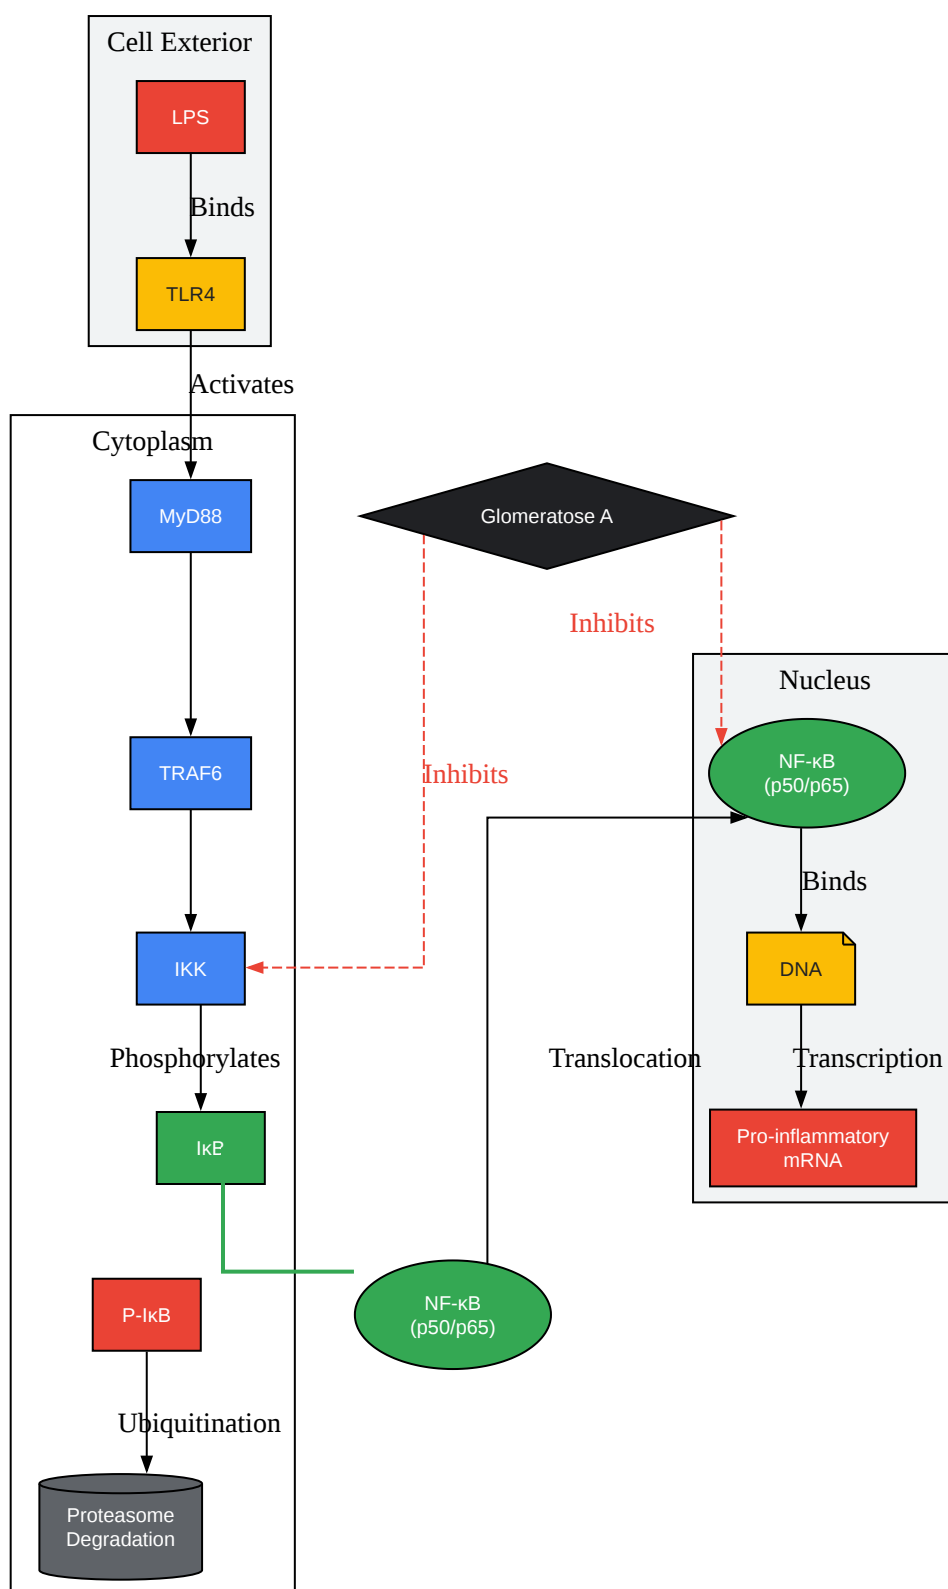 Cell Exterior
LPS
Binds
TLR4
Activates
Cytoplasm
MyD88
Glomeratose A
Inhibits
Nucleus
NF-κB
(p50/p65)
TRAF6
Inhibits
Binds
IKK
DNA
Phosphorylates
Translocation
Transcription
IκB
Pro-inflammatory
mRNA
P-IκB
NF-κB
(p50/p65)
Ubiquitination
Proteasome
Degradation